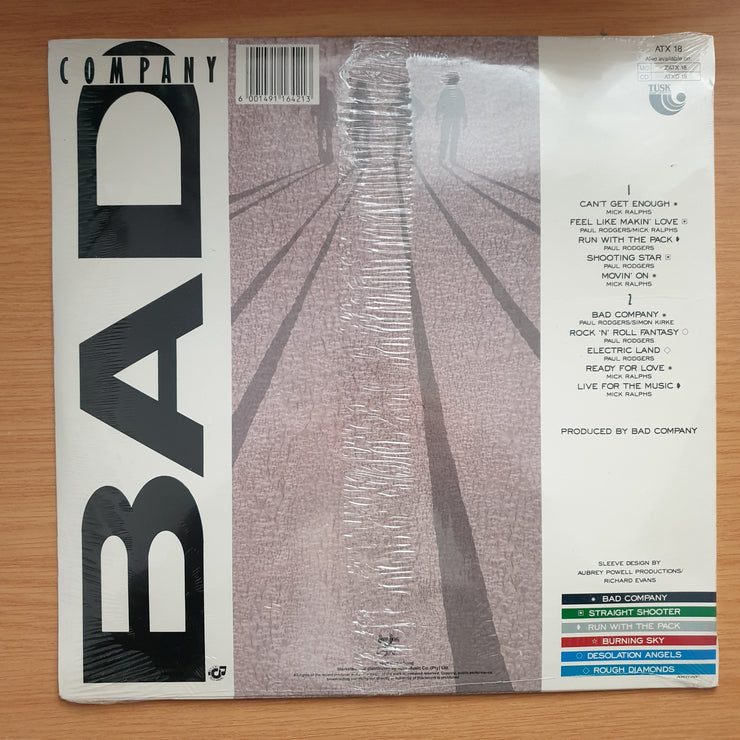 COMPANY
BAD
6 001491 164213
ATX 18
Also available on
MC ZATX 18
CD ATXD 18
TUSK
1
CAN'T GET ENOUGH
MICK RALPHS
FEEL LIKE MAKIN' LOVE
PAUL RODGERS/MICK RALPHS
RUN WITH THE PACK
PAUL RODGERS
SHOOTING STAR
PAUL RODGERS
MOVIN' ON
MICK RALPHS
2
BAD COMPANY
PAUL RODGERS/SIMON KIRKE
ROCK 'N' ROLL FANTASY
PAUL RODGERS
ELECTRIC LAND
PAUL RODGERS
READY FOR LOVE
MICK RALPHS
LIVE FOR THE MUSIC
MICK RALPHS
PRODUCED BY BAD COMPANY
SLEEVE DESIGN BY
AUBREY POWELL PRODUCTIONS/
RICHARD EVANS
BAD COMPANY
STRAIGHT SHOOTER
RUN WITH THE PACK
BURNING SKY
DESOLATION ANGELS
ROUGH DIAMONDS